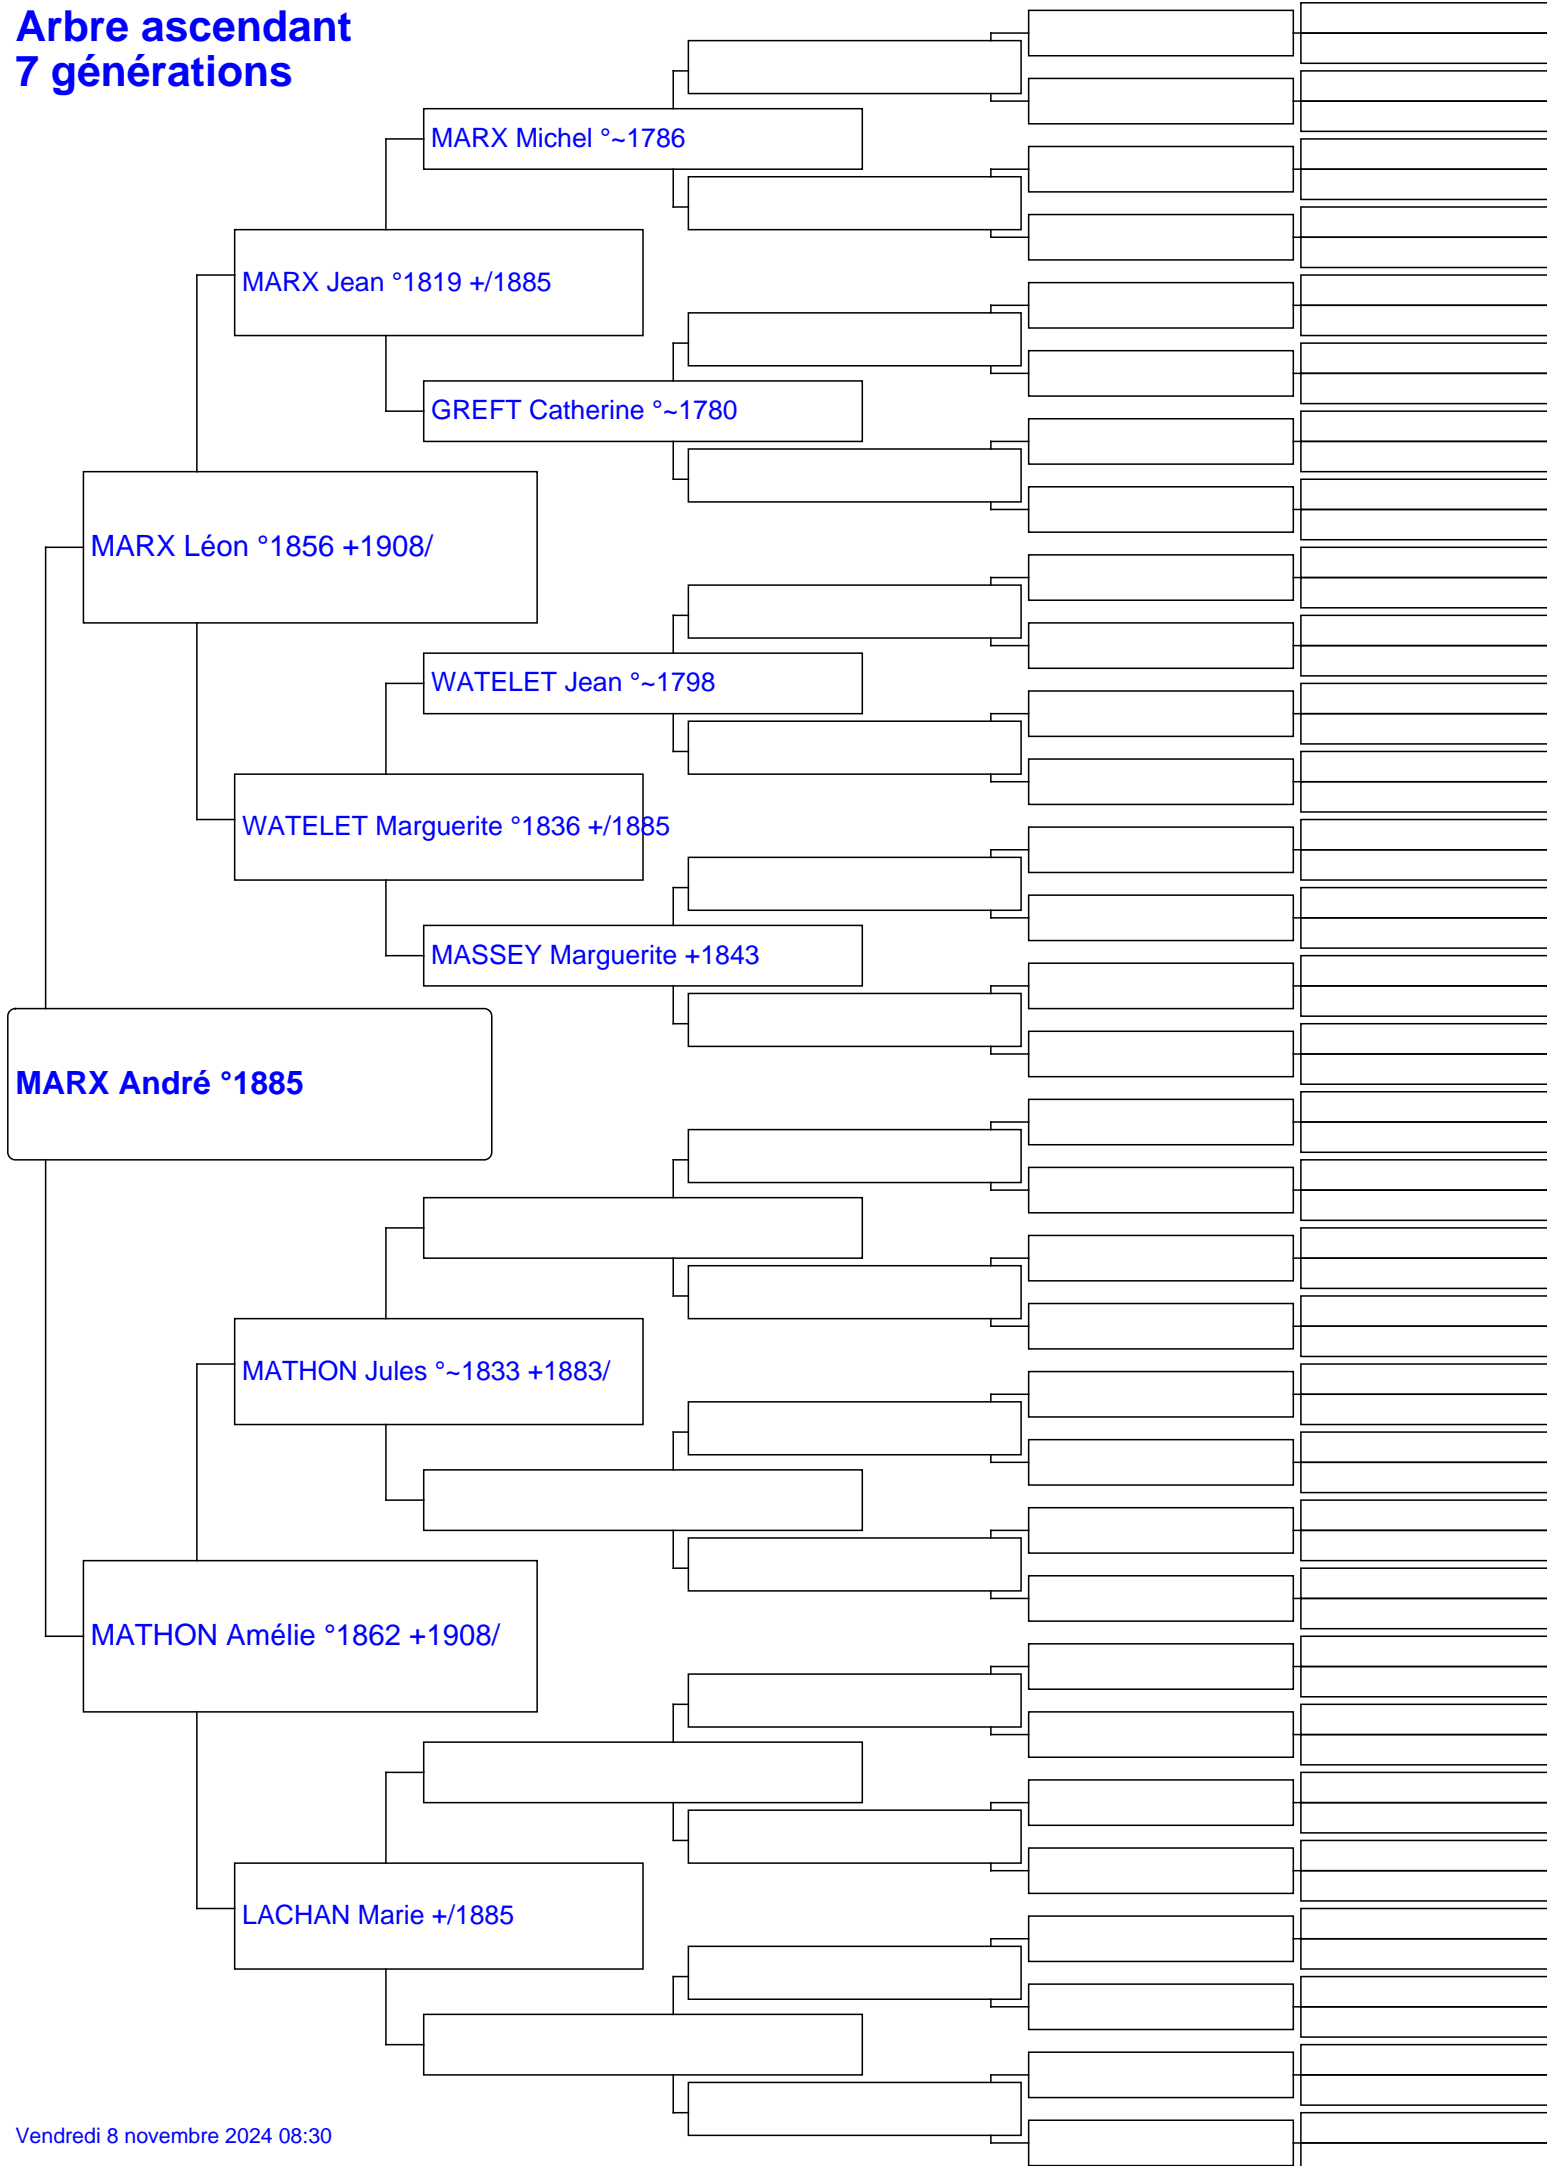 Arbre ascendant
7 générations
MARX Michel °~1786
MARX Jean °1819 +/1885
GREFT Catherine °~1780
MARX Léon °1856 +1908/
WATELET Jean °~1798
WATELET Marguerite °1836 +/1885
MASSEY Marguerite +1843
MARX André °1885
MATHON Jules °~1833 +1883/
MATHON Amélie °1862 +1908/
LACHAN Marie +/1885
Vendredi 8 novembre 2024 08:30